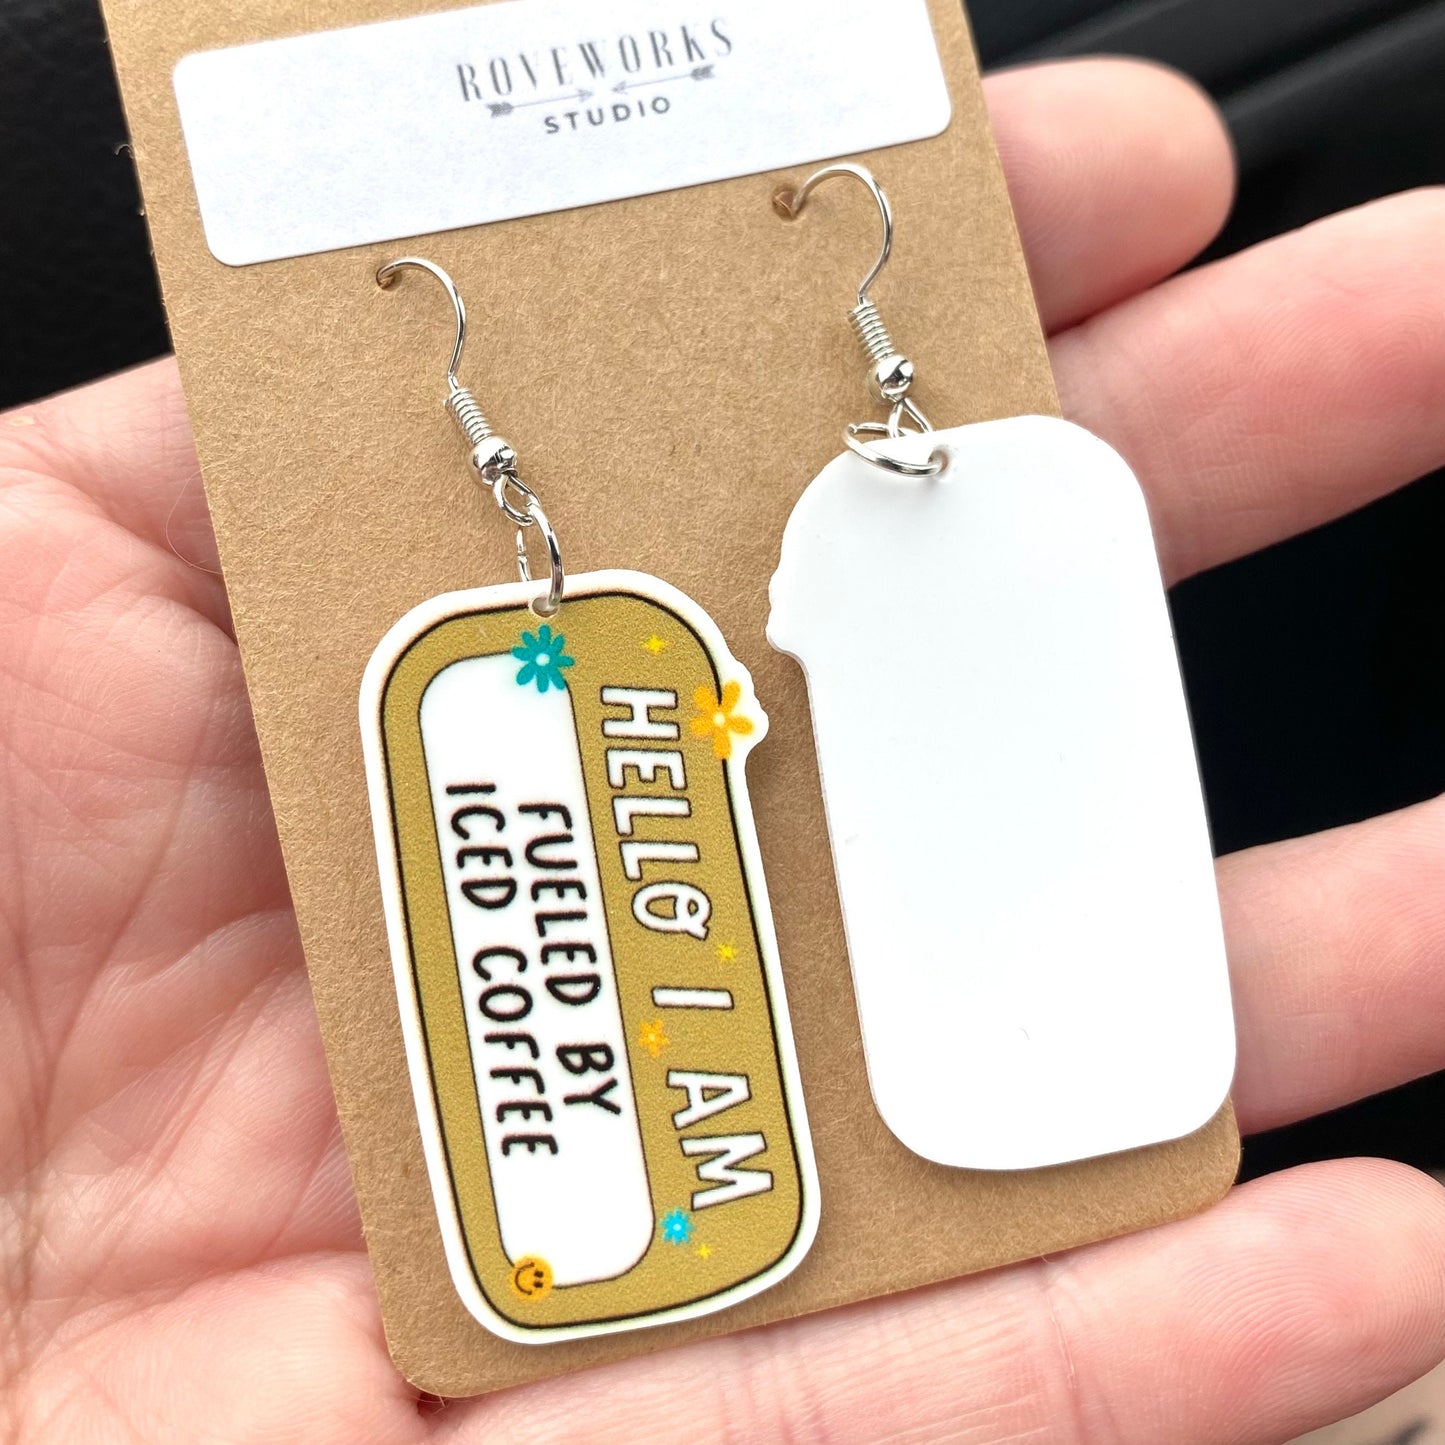 ROVEWORKS
STUDIO
HELLO I AM
FUELED BY
ICED COFFEE